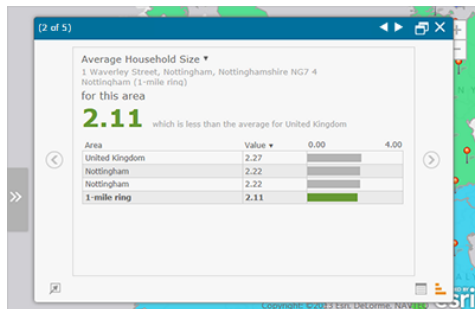 (2 of 5)
Average Household Size ▼
1 Waverley Street, Nottingham, Nottinghamshire NG7 4
Nottingham (1-mile ring)
for this area
2.11 which is less than the average for United Kingdom
Area Value ▼ 0.00 4.00
United Kingdom 2.27
Nottingham 2.22
Nottingham 2.22
1-mile ring 2.11
Copyright: ©2013 Esri, DeLorme, NAVTEQ
esri